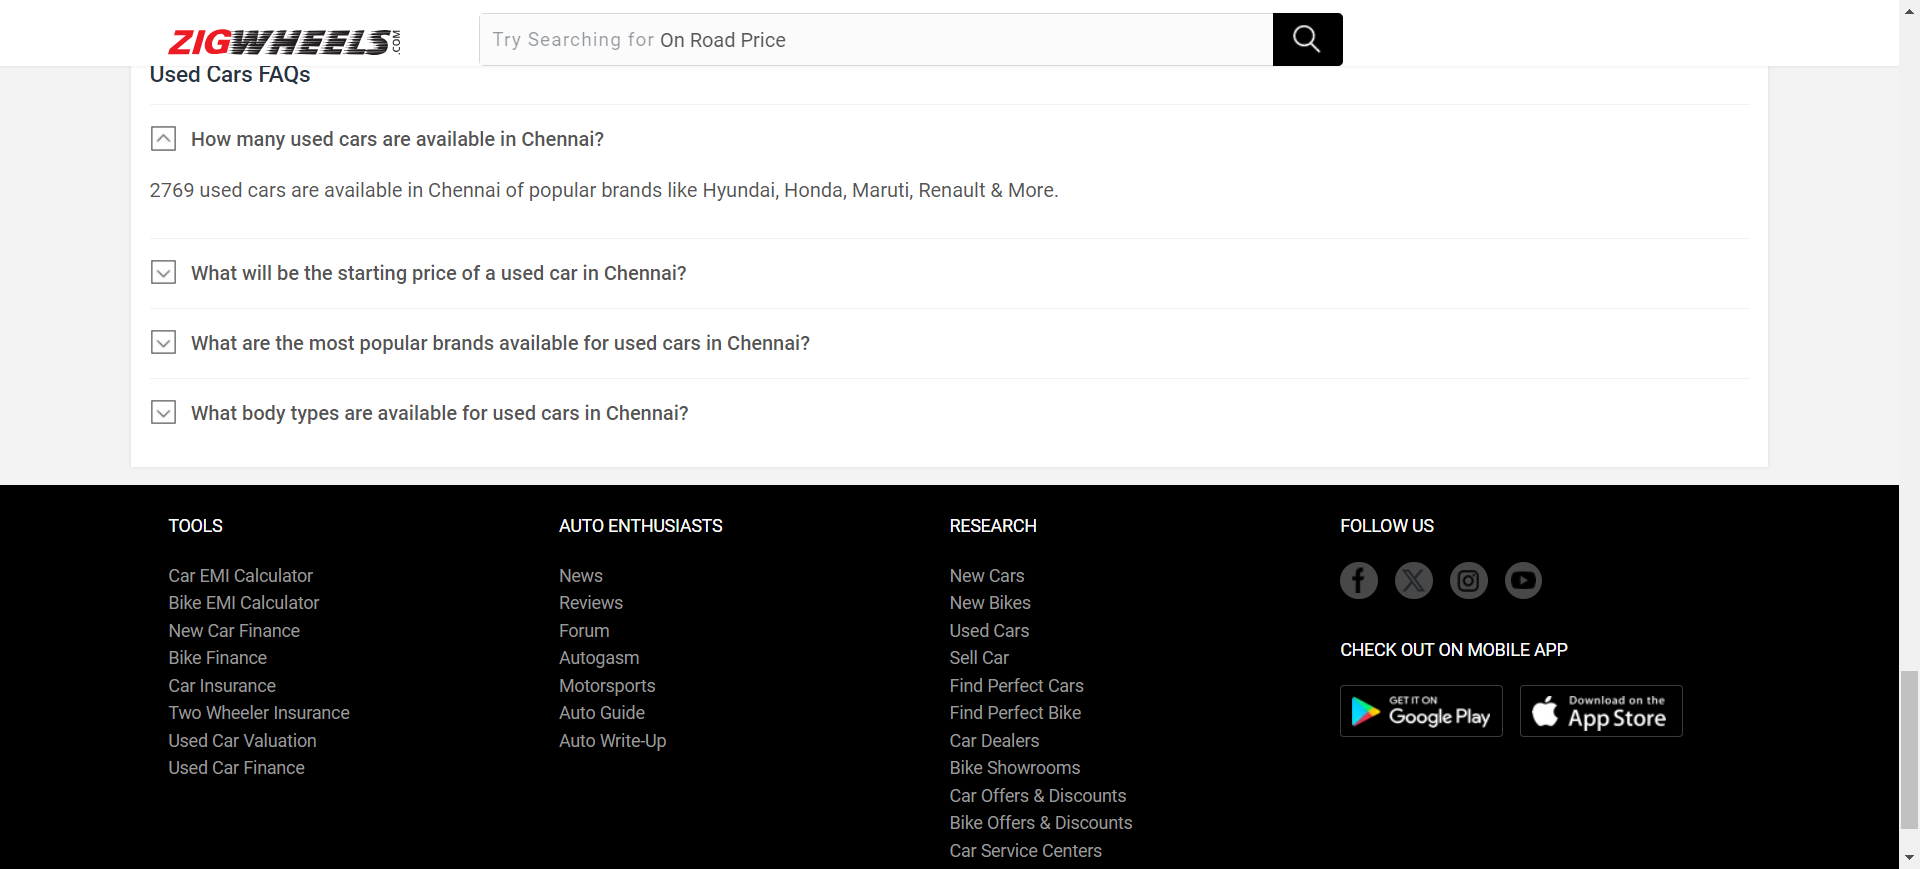 ZIGWHEELS.COM
Try Searching for On Road Price
Used Cars FAQs
How many used cars are available in Chennai?
2769 used cars are available in Chennai of popular brands like Hyundai, Honda, Maruti, Renault & More.
What will be the starting price of a used car in Chennai?
What are the most popular brands available for used cars in Chennai?
What body types are available for used cars in Chennai?
TOOLS
Car EMI Calculator
Bike EMI Calculator
New Car Finance
Bike Finance
Car Insurance
Two Wheeler Insurance
Used Car Valuation
Used Car Finance
AUTO ENTHUSIASTS
News
Reviews
Forum
Autogasm
Motorsports
Auto Guide
Auto Write-Up
RESEARCH
New Cars
New Bikes
Used Cars
Sell Car
Find Perfect Cars
Find Perfect Bike
Car Dealers
Bike Showrooms
Car Offers & Discounts
Bike Offers & Discounts
Car Service Centers
FOLLOW US
CHECK OUT ON MOBILE APP
GET IT ON
Google Play
Download on the
App Store